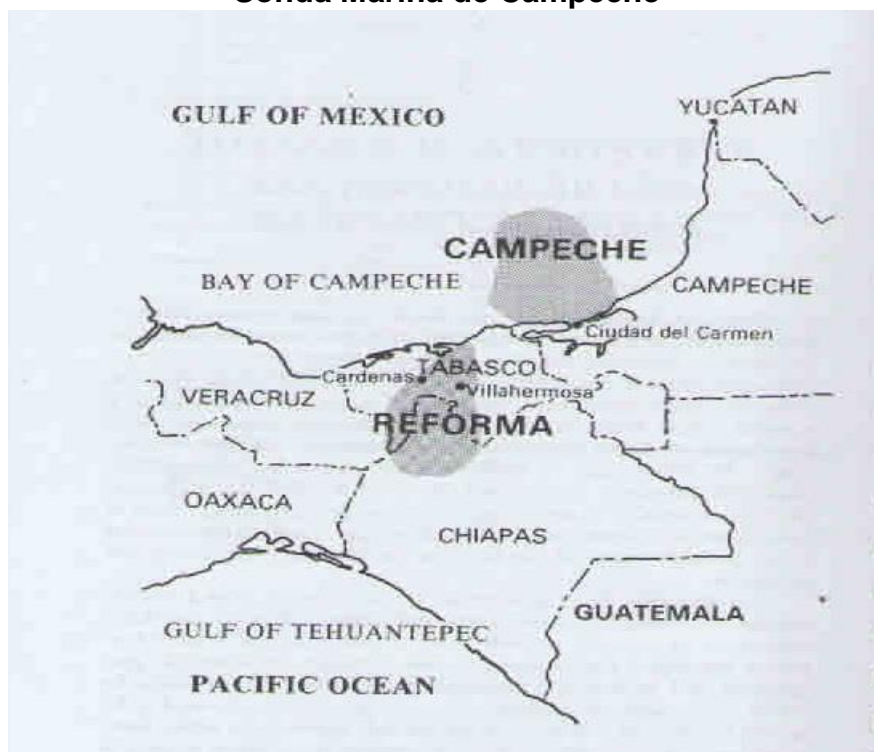 Sonda Marina de Campeche
GULF OF MEXICO
YUCATAN
CAMPECHE
BAY OF CAMPECHE
CAMPECHE
Ciudad del Carmen
TABASCO
Cardenas
Villahermosa
VERACRUZ
REFORMA
OAXACA
CHIAPAS
GUATEMALA
GULF OF TEHUANTEPEC
PACIFIC OCEAN